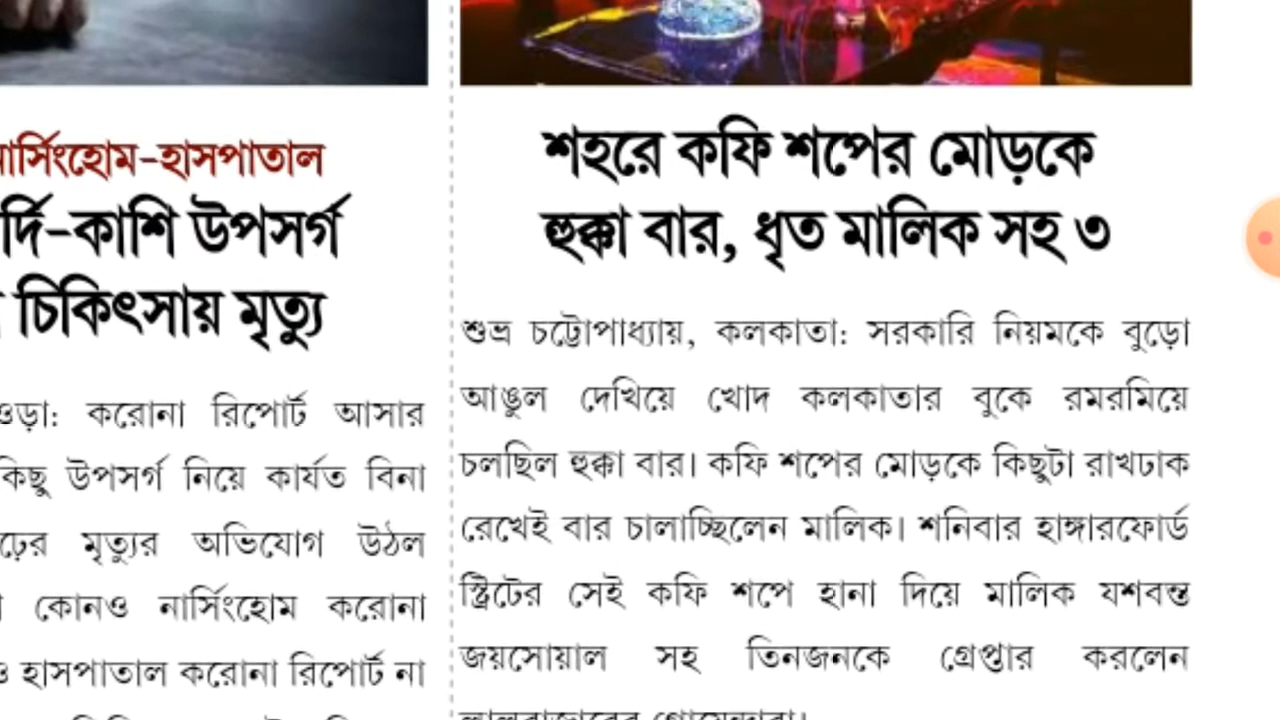 নার্সিংহোম-হাসপাতাল
র্দি-কাশি উপসর্গ
চিকিৎসায় মৃত্যু
ওড়া: করোনা রিপোর্ট আসার
কিছু উপসর্গ নিয়ে কার্যত বিনা
ঢ়ের মৃত্যুর অভিযোগ উঠল
কোনও নার্সিংহোম করোনা
ও হাসপাতাল করোনা রিপোর্ট না
শহরে কফি শপের মোড়কে
হুক্কা বার, ধৃত মালিক সহ ৩
শুভ্র চট্টোপাধ্যায়, কলকাতা: সরকারি নিয়মকে বুড়ো
আঙুল দেখিয়ে খোদ কলকাতার বুকে রমরমিয়ে
চলছিল হুক্কা বার। কফি শপের মোড়কে কিছুটা রাখঢাক
রেখেই বার চালাচ্ছিলেন মালিক। শনিবার হাঙ্গারফোর্ড
স্ট্রিটের সেই কফি শপে হানা দিয়ে মালিক যশবন্ত
জয়সোয়াল সহ তিনজনকে গ্রেপ্তার করলেন
লালবাজারের গোয়েন্দারা।